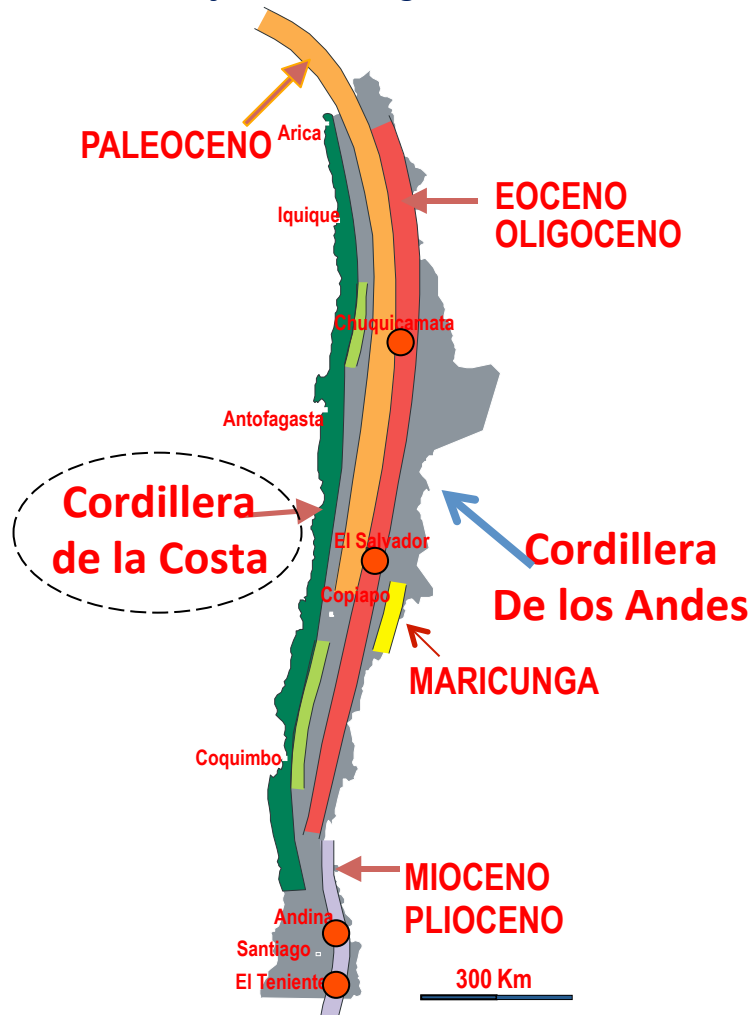 PALEOCENO
Arica
EOCENO
OLIGOCENO
Iquique
Chuquicamata
Antofagasta
Cordillera
de la Costa
El Salvador
Cordillera
De los Andes
Copiapo
MARICUNGA
Coquimbo
MIOCENO
PLIOCENO
Andina
Santiago
El Teniente
300 Km